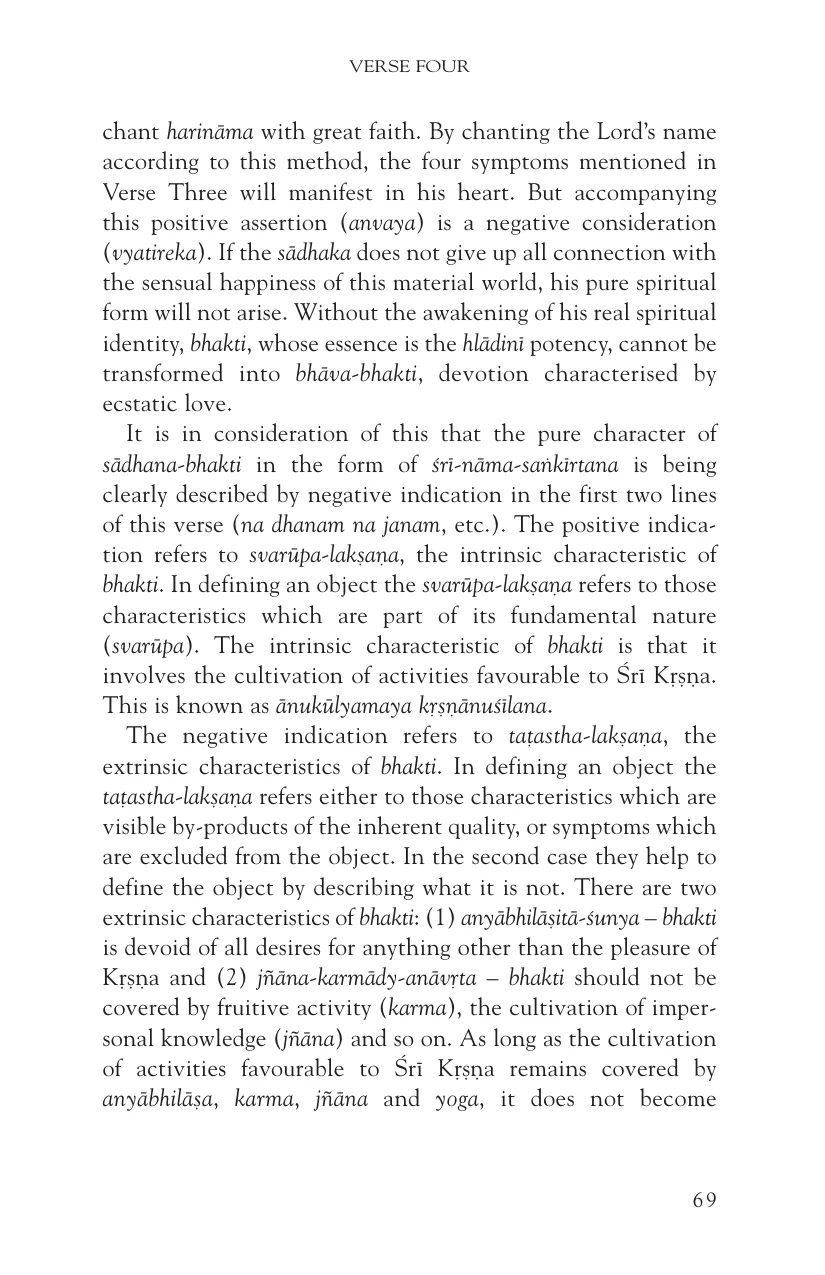 VERSE FOUR
chant harināma with great faith. By chanting the Lord’s name
according to this method, the four symptoms mentioned in
Verse Three will manifest in his heart. But accompanying
this positive assertion (anvaya) is a negative consideration
(vyatireka). If the sādhaka does not give up all connection with
the sensual happiness of this material world, his pure spiritual
form will not arise. Without the awakening of his real spiritual
identity, bhakti, whose essence is the hlādinī potency, cannot be
transformed into bhāva-bhakti, devotion characterised by
ecstatic love.
It is in consideration of this that the pure character of
sādhana-bhakti in the form of śrī-nāma-saṅkīrtana is being
clearly described by negative indication in the first two lines
of this verse (na dhanam na janam, etc.). The positive indica-
tion refers to svarūpa-lakṣaṇa, the intrinsic characteristic of
bhakti. In defining an object the svarūpa-lakṣaṇa refers to those
characteristics which are part of its fundamental nature
(svarūpa). The intrinsic characteristic of bhakti is that it
involves the cultivation of activities favourable to Śrī Kṛṣṇa.
This is known as ānukūlyamaya kṛṣṇānuśīlana.
The negative indication refers to taṭastha-lakṣaṇa, the
extrinsic characteristics of bhakti. In defining an object the
taṭastha-lakṣaṇa refers either to those characteristics which are
visible by-products of the inherent quality, or symptoms which
are excluded from the object. In the second case they help to
define the object by describing what it is not. There are two
extrinsic characteristics of bhakti: (1) anyābhilāṣitā-śunya – bhakti
is devoid of all desires for anything other than the pleasure of
Kṛṣṇa and (2) jñāna-karmādy-anāvṛta – bhakti should not be
covered by fruitive activity (karma), the cultivation of imper-
sonal knowledge (jñāna) and so on. As long as the cultivation
of activities favourable to Śrī Kṛṣṇa remains covered by
anyābhilāṣa, karma, jñāna and yoga, it does not become
69